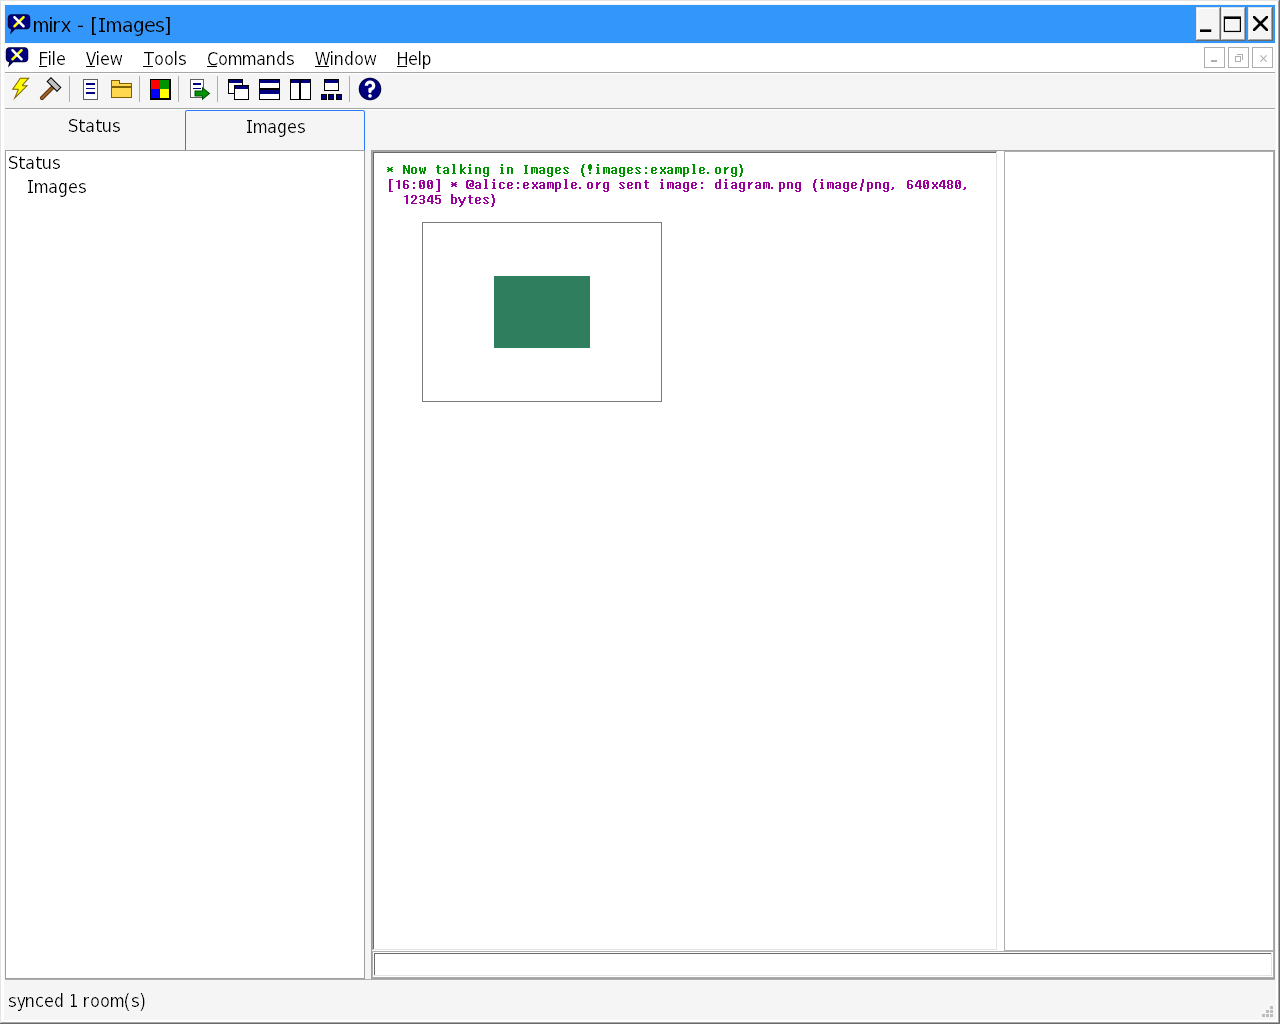 mirx - [Images]
File View Tools Commands Window Help
Status Images
Status
Images
* Now talking in Images (!images:example.org)
[16:00] * @alice:example.org sent image: diagram.png (image/png, 640x480,
12345 bytes)
synced 1 room(s)